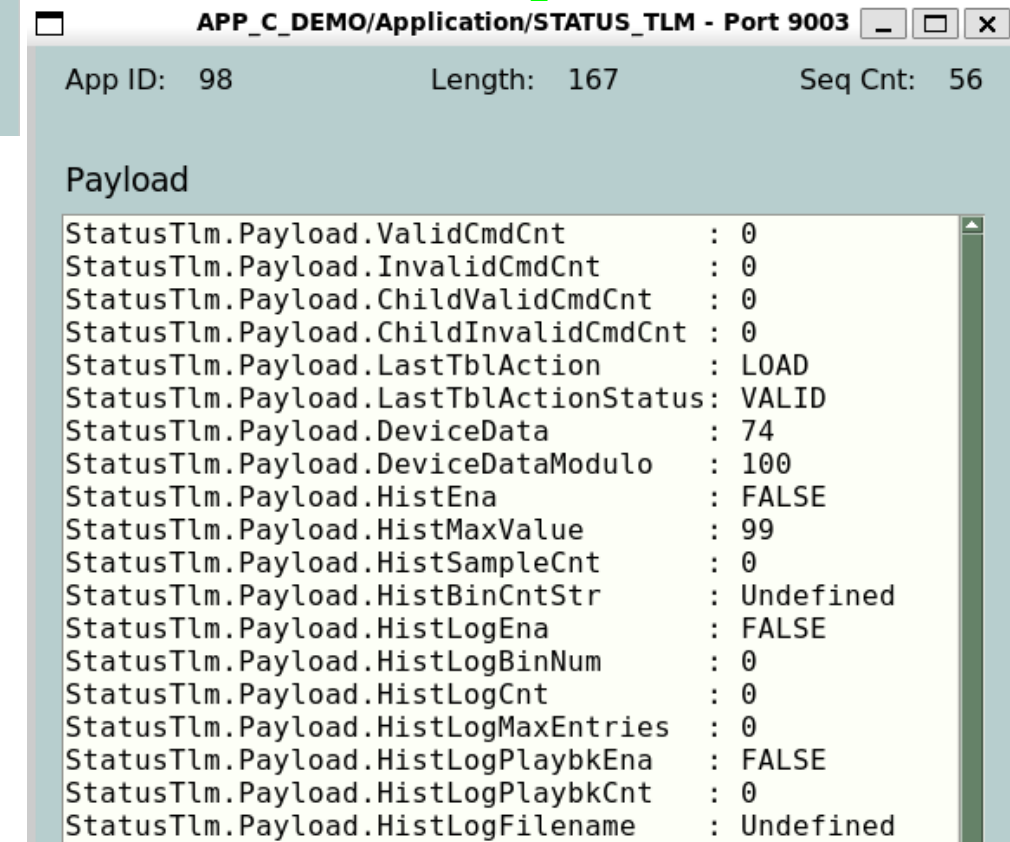 APP_C_DEMO/Application/STATUS_TLM - Port 9003
App ID: 98 Length: 167 Seq Cnt: 56
Payload
StatusTlm.Payload.ValidCmdCnt : 0
StatusTlm.Payload.InvalidCmdCnt : 0
StatusTlm.Payload.ChildValidCmdCnt : 0
StatusTlm.Payload.ChildInvalidCmdCnt : 0
StatusTlm.Payload.LastTblAction : LOAD
StatusTlm.Payload.LastTblActionStatus: VALID
StatusTlm.Payload.DeviceData : 74
StatusTlm.Payload.DeviceDataModulo : 100
StatusTlm.Payload.HistEna : FALSE
StatusTlm.Payload.HistMaxValue : 99
StatusTlm.Payload.HistSampleCnt : 0
StatusTlm.Payload.HistBinCntStr : Undefined
StatusTlm.Payload.HistLogEna : FALSE
StatusTlm.Payload.HistLogBinNum : 0
StatusTlm.Payload.HistLogCnt : 0
StatusTlm.Payload.HistLogMaxEntries : 0
StatusTlm.Payload.HistLogPlaybkEna : FALSE
StatusTlm.Payload.HistLogPlaybkCnt : 0
StatusTlm.Payload.HistLogFilename : Undefined